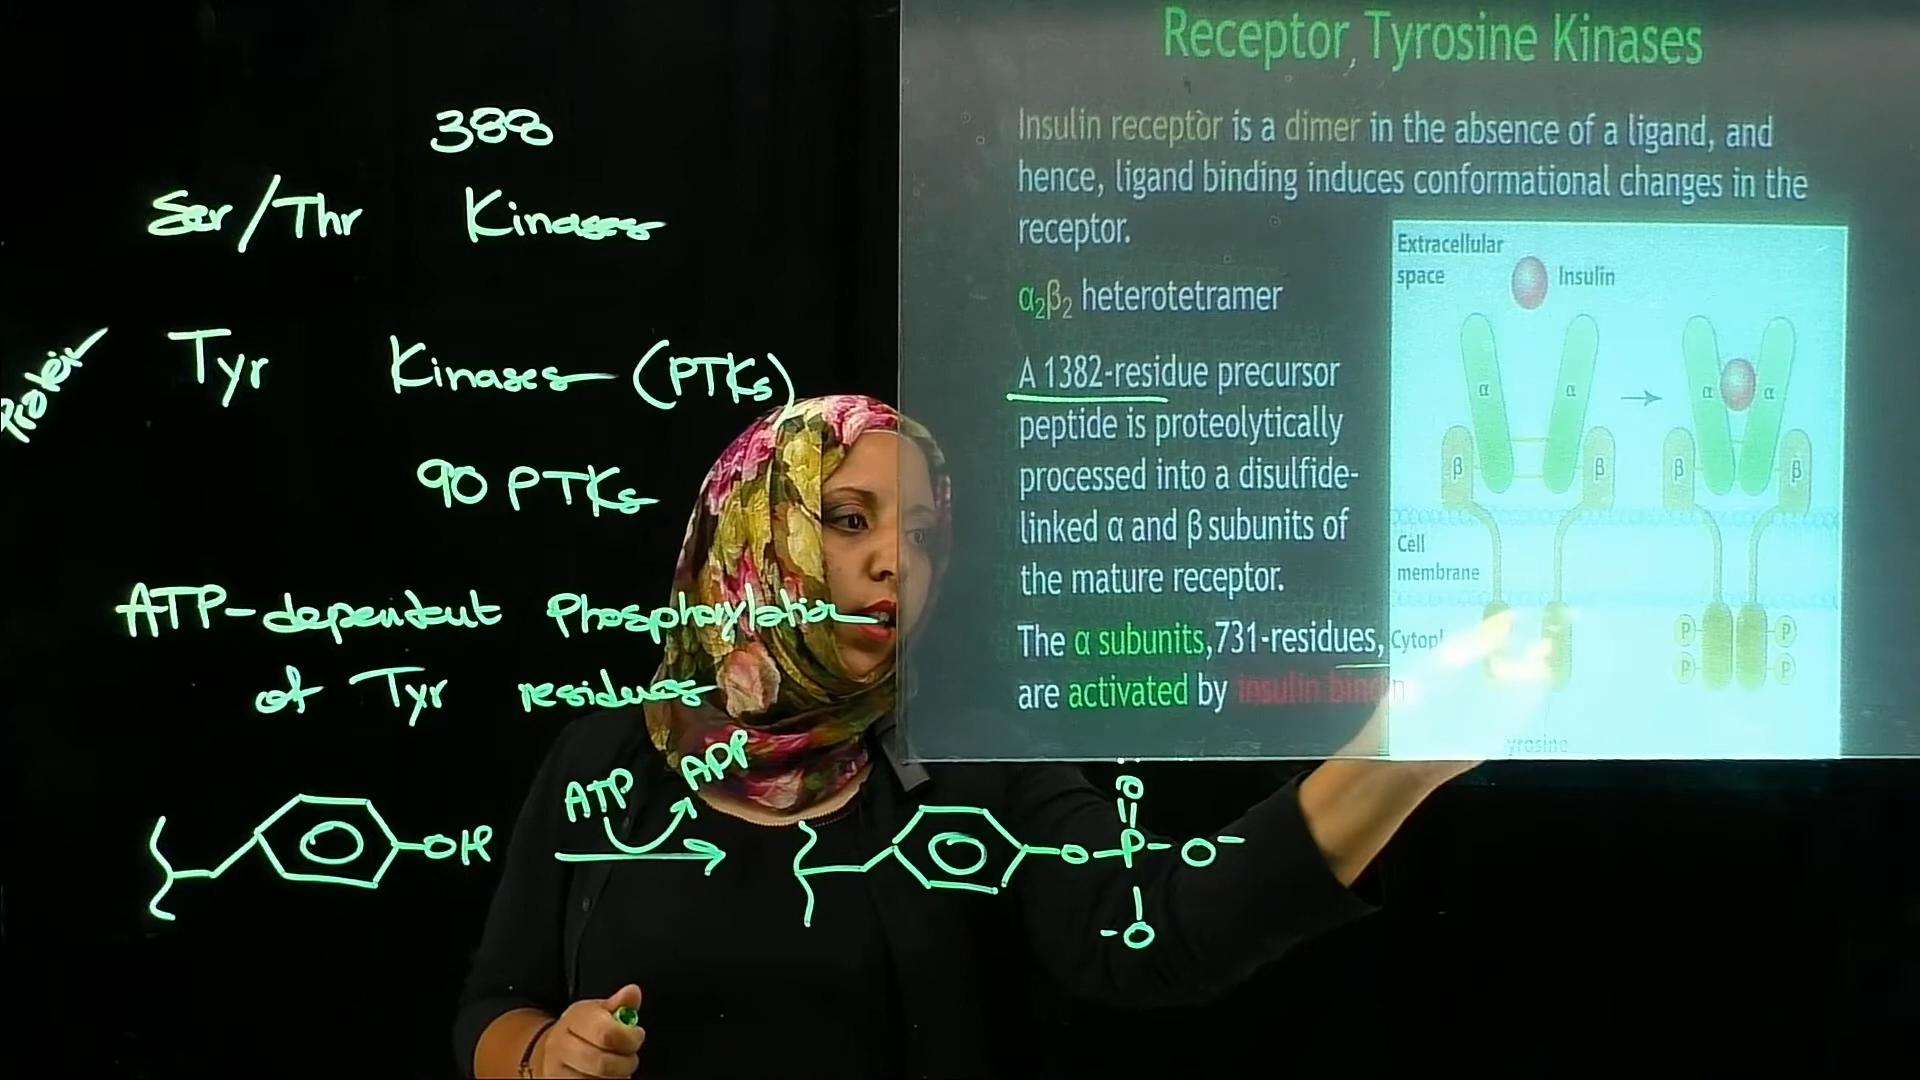 388
Ser/Thr Kinases
Protein Tyr Kinases (PTKs)
90 PTKs
ATP-dependent Phosphorylation
of Tyr residues
ATP ADP
OH
O
O P O-
-O
Receptor Tyrosine Kinases
Insulin receptor is a dimer in the absence of a ligand, and
hence, ligand binding induces conformational changes in the
receptor.
α2β2 heterotetramer
A 1382-residue precursor
peptide is proteolytically
processed into a disulfide-
linked α and β subunits of
the mature receptor.
The α subunits, 731-residues,
are activated by insulin
Extracellular
space
Insulin
α α α α
β β β β
Cell
membrane
P P
P P